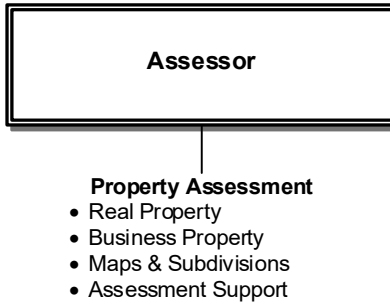 Assessor
Property Assessment
• Real Property
• Business Property
• Maps & Subdivisions
• Assessment Support